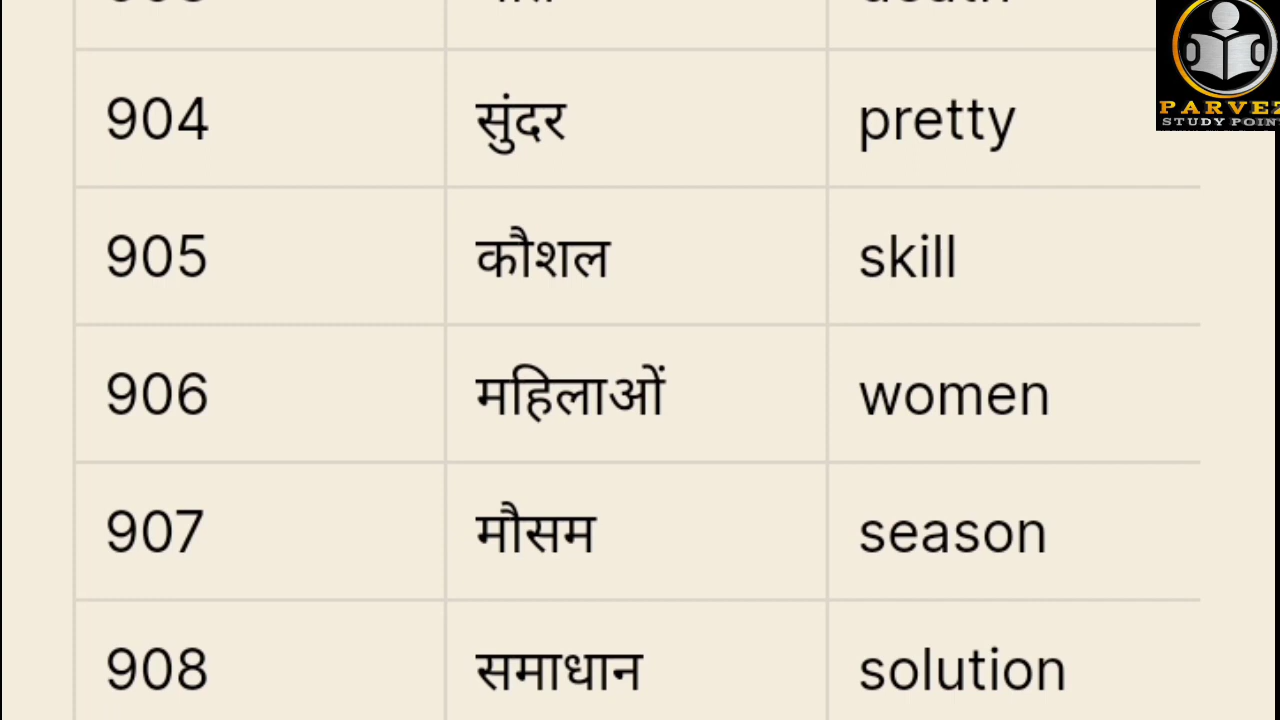 904 सुंदर pretty
905 कौशल skill
906 महिलाओं women
907 मौसम season
908 समाधान solution
PARVEZ
STUDY POINT